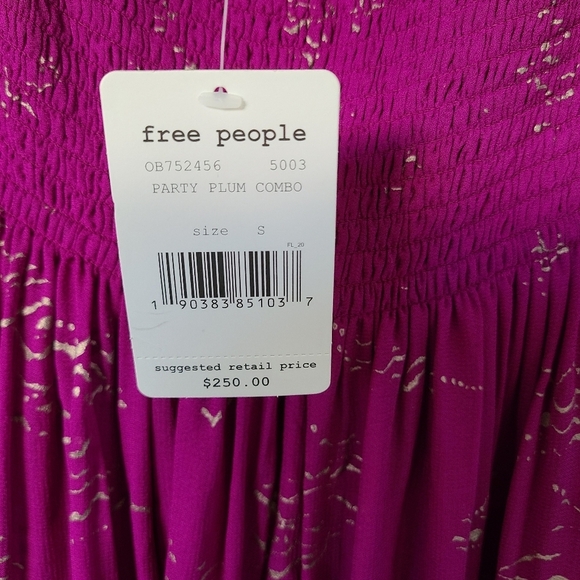 free people
OB752456 5003
PARTY PLUM COMBO
size S
FL_20
1 90383 85103 7
suggested retail price
$250.00